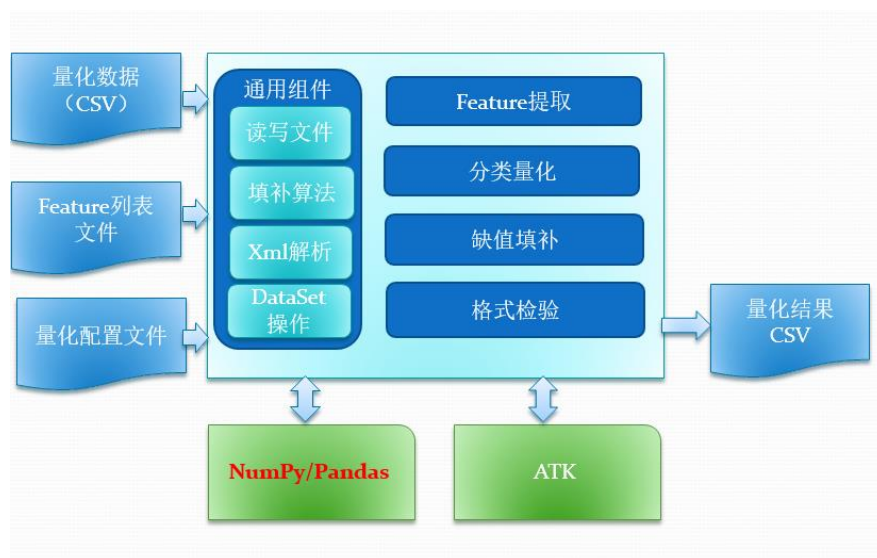 量化数据
（CSV）
Feature列表
文件
量化配置文件
通用组件
读写文件
填补算法
Xml解析
DataSet
操作
Feature提取
分类量化
缺值填补
格式检验
量化结果
CSV
NumPy/Pandas
ATK